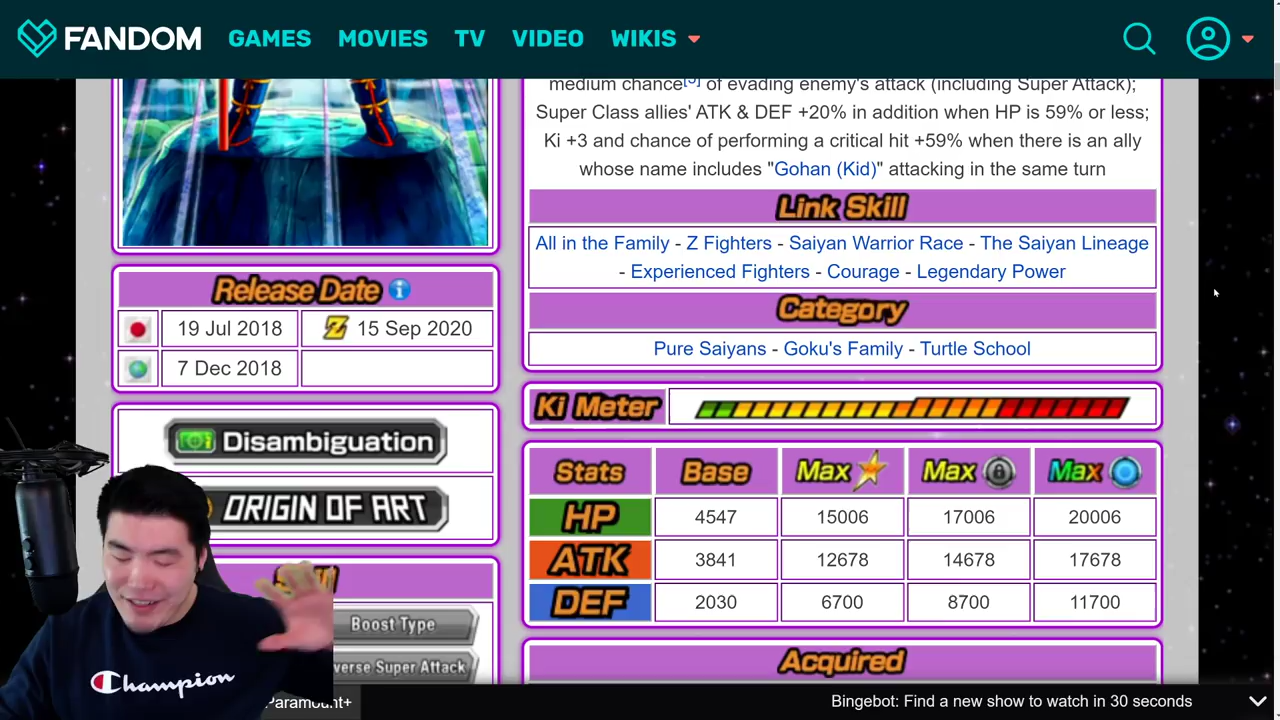 FANDOM GAMES MOVIES TV VIDEO WIKIS
medium chance[3] of evading enemy's attack (including Super Attack);
Super Class allies' ATK & DEF +20% in addition when HP is 59% or less;
Ki +3 and chance of performing a critical hit +59% when there is an ally
whose name includes "Gohan (Kid)" attacking in the same turn
Link Skill
All in the Family - Z Fighters - Saiyan Warrior Race - The Saiyan Lineage
- Experienced Fighters - Courage - Legendary Power
Category
Pure Saiyans - Goku's Family - Turtle School
Release Date
19 Jul 2018 Z 15 Sep 2020
7 Dec 2018
Disambiguation
ORIGIN OF ART
Boost Type
verse Super Attack
Ki Meter
Stats Base Max Max Max
HP 4547 15006 17006 20006
ATK 3841 12678 14678 17678
DEF 2030 6700 8700 11700
Acquired
Champion
Paramount+
Bingebot: Find a new show to watch in 30 seconds